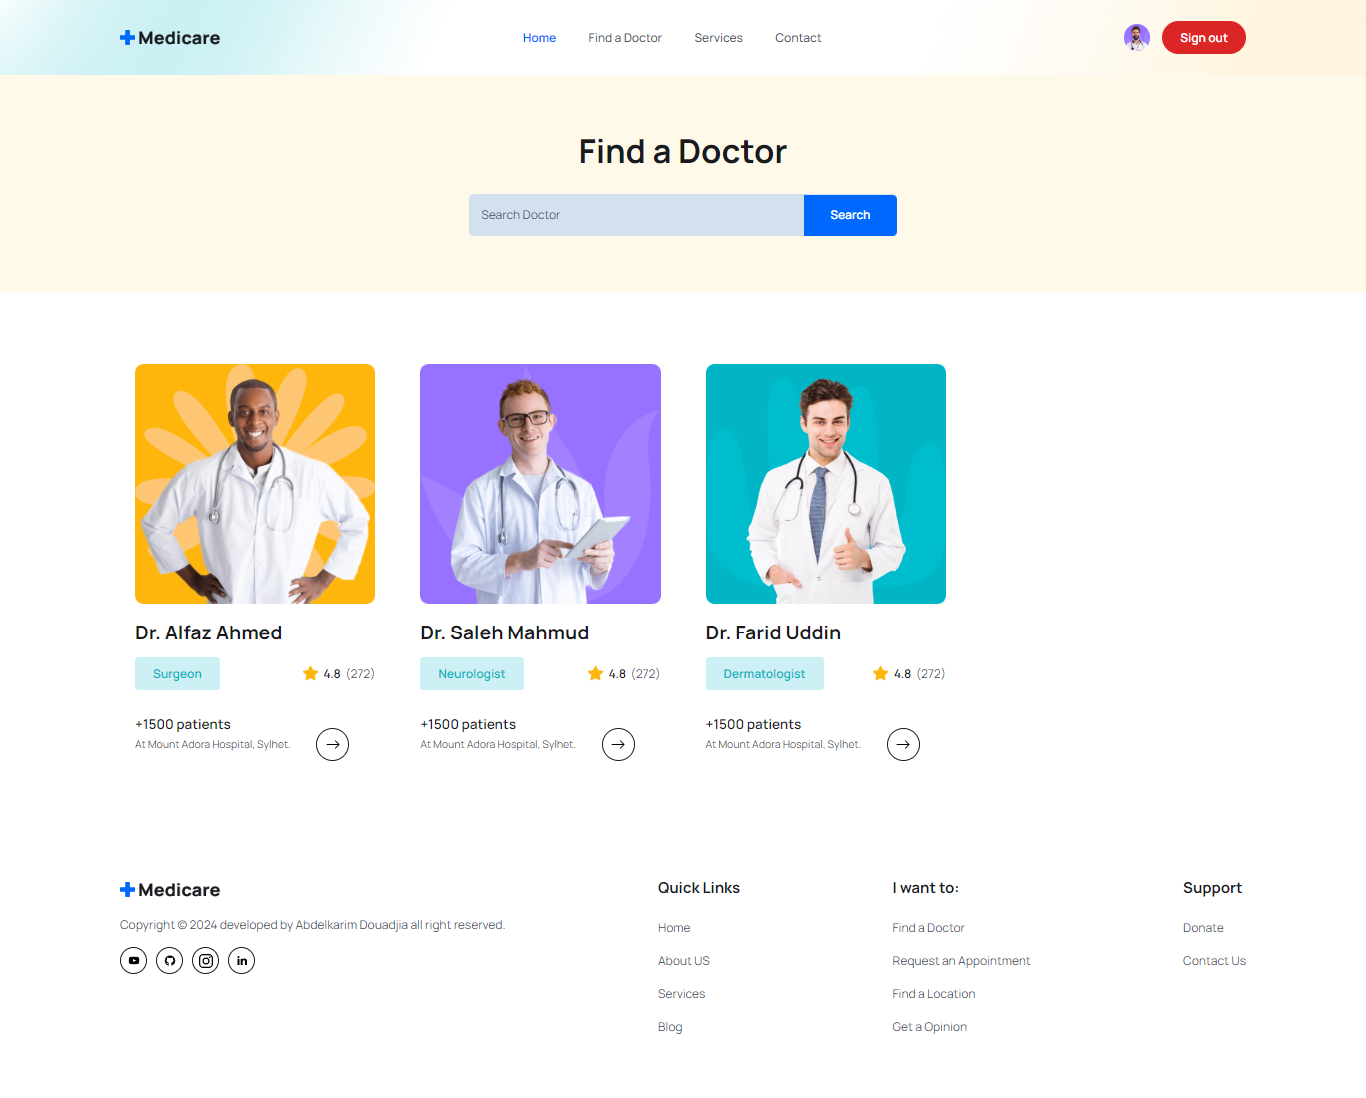 Medicare
Home Find a Doctor Services Contact
Sign out
Find a Doctor
Search Doctor
Search
Dr. Alfaz Ahmed
Surgeon
4.8 (272)
+1500 patients
At Mount Adora Hospital, Sylhet.
Dr. Saleh Mahmud
Neurologist
4.8 (272)
+1500 patients
At Mount Adora Hospital, Sylhet.
Dr. Farid Uddin
Dermatologist
4.8 (272)
+1500 patients
At Mount Adora Hospital, Sylhet.
Medicare
Copyright © 2024 developed by Abdelkarim Douadjia all right reserved.
in
Quick Links
Home
About US
Services
Blog
I want to:
Find a Doctor
Request an Appointment
Find a Location
Get a Opinion
Support
Donate
Contact Us